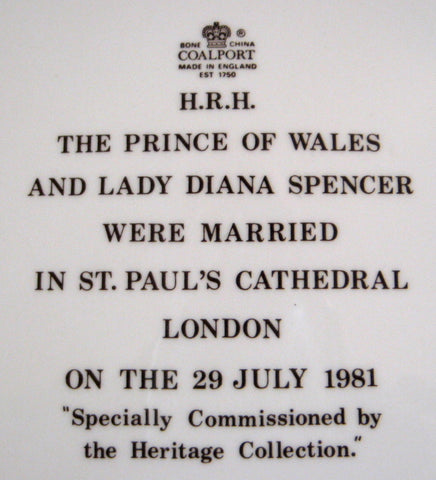 BONE CHINA ®
COALPORT
MADE IN ENGLAND
EST 1750
H.R.H.
THE PRINCE OF WALES
AND LADY DIANA SPENCER
WERE MARRIED
IN ST. PAUL'S CATHEDRAL
LONDON
ON THE 29 JULY 1981
"Specially Commissioned by
the Heritage Collection."